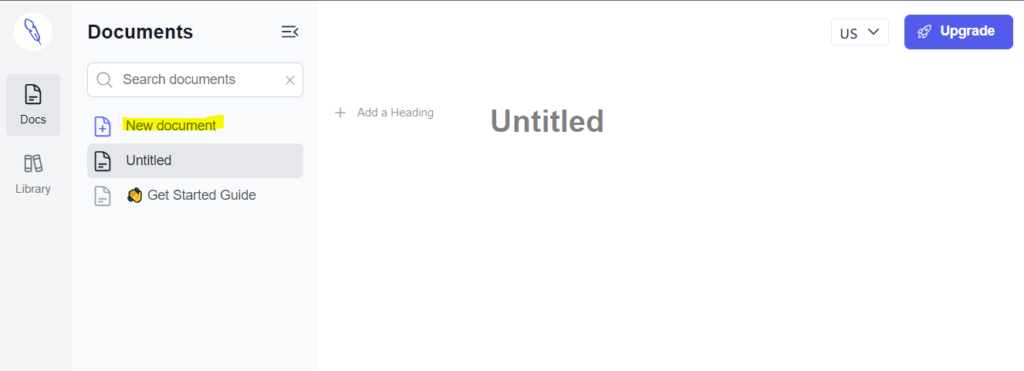 Docs
Library
Documents
Search documents
New document
Untitled
👏 Get Started Guide
+ Add a Heading
Untitled
US
Upgrade